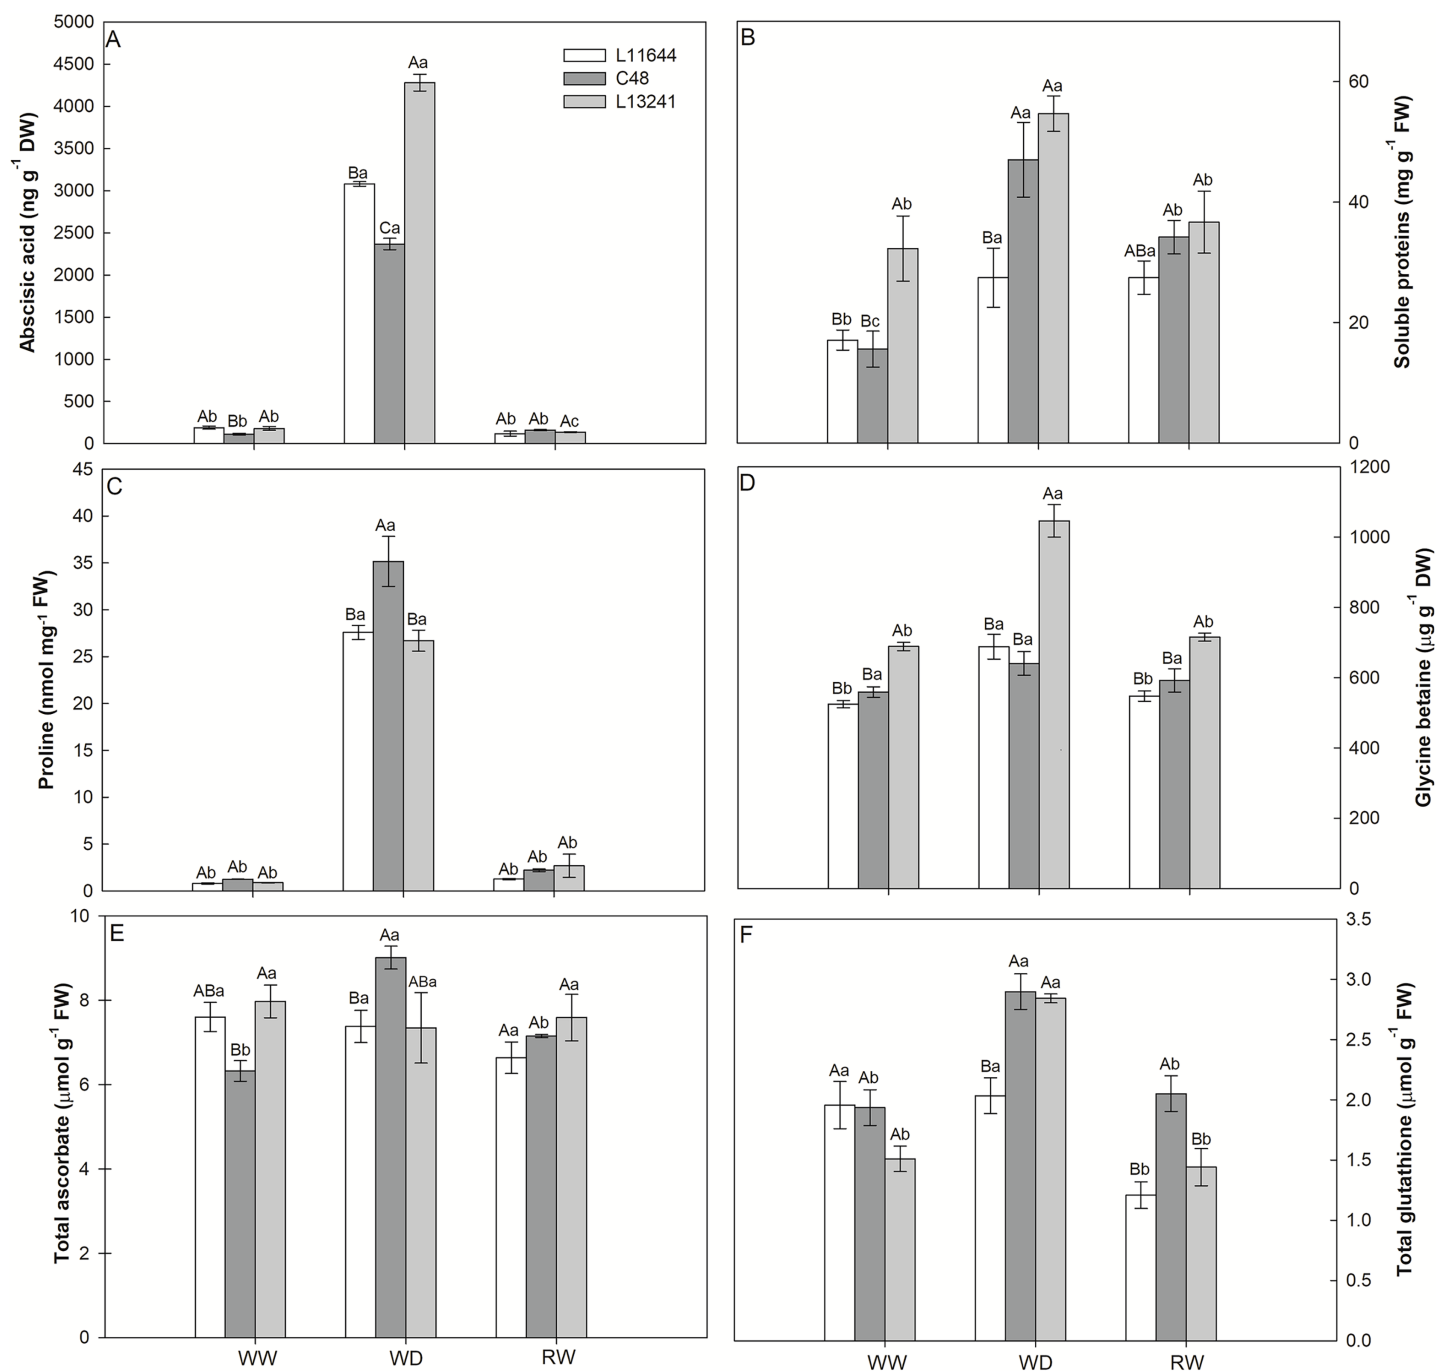 A
L11644
C48
L13241
Abscisic acid (ng g-1 DW)
5000
4500
4000
3500
3000
2500
2000
1500
1000
500
0
Ab Bb Ab
Ba Ca Aa
Ab Ab Ac
B
Soluble proteins (mg g-1 FW)
60
40
20
0
Bb Bc Ab
Ba Aa Aa
ABa Ab Ab
C
Proline (nmol mg-1 FW)
45
40
35
30
25
20
15
10
5
0
Ab Ab Ab
Ba Aa Ba
Ab Ab Ab
D
Glycine betaine (µg g-1 DW)
1200
1000
800
600
400
200
0
Bb Ba Ab
Ba Ba Aa
Bb Ba Ab
E
Total ascorbate (µmol g-1 FW)
10
8
6
4
2
0
ABa Bb Aa
Ba Aa ABa
Aa Ab Aa
WW WD RW
F
Total glutathione (µmol g-1 FW)
3.5
3.0
2.5
2.0
1.5
1.0
0.5
0.0
Aa Ab Ab
Ba Aa Aa
Bb Ab Bb
WW WD RW